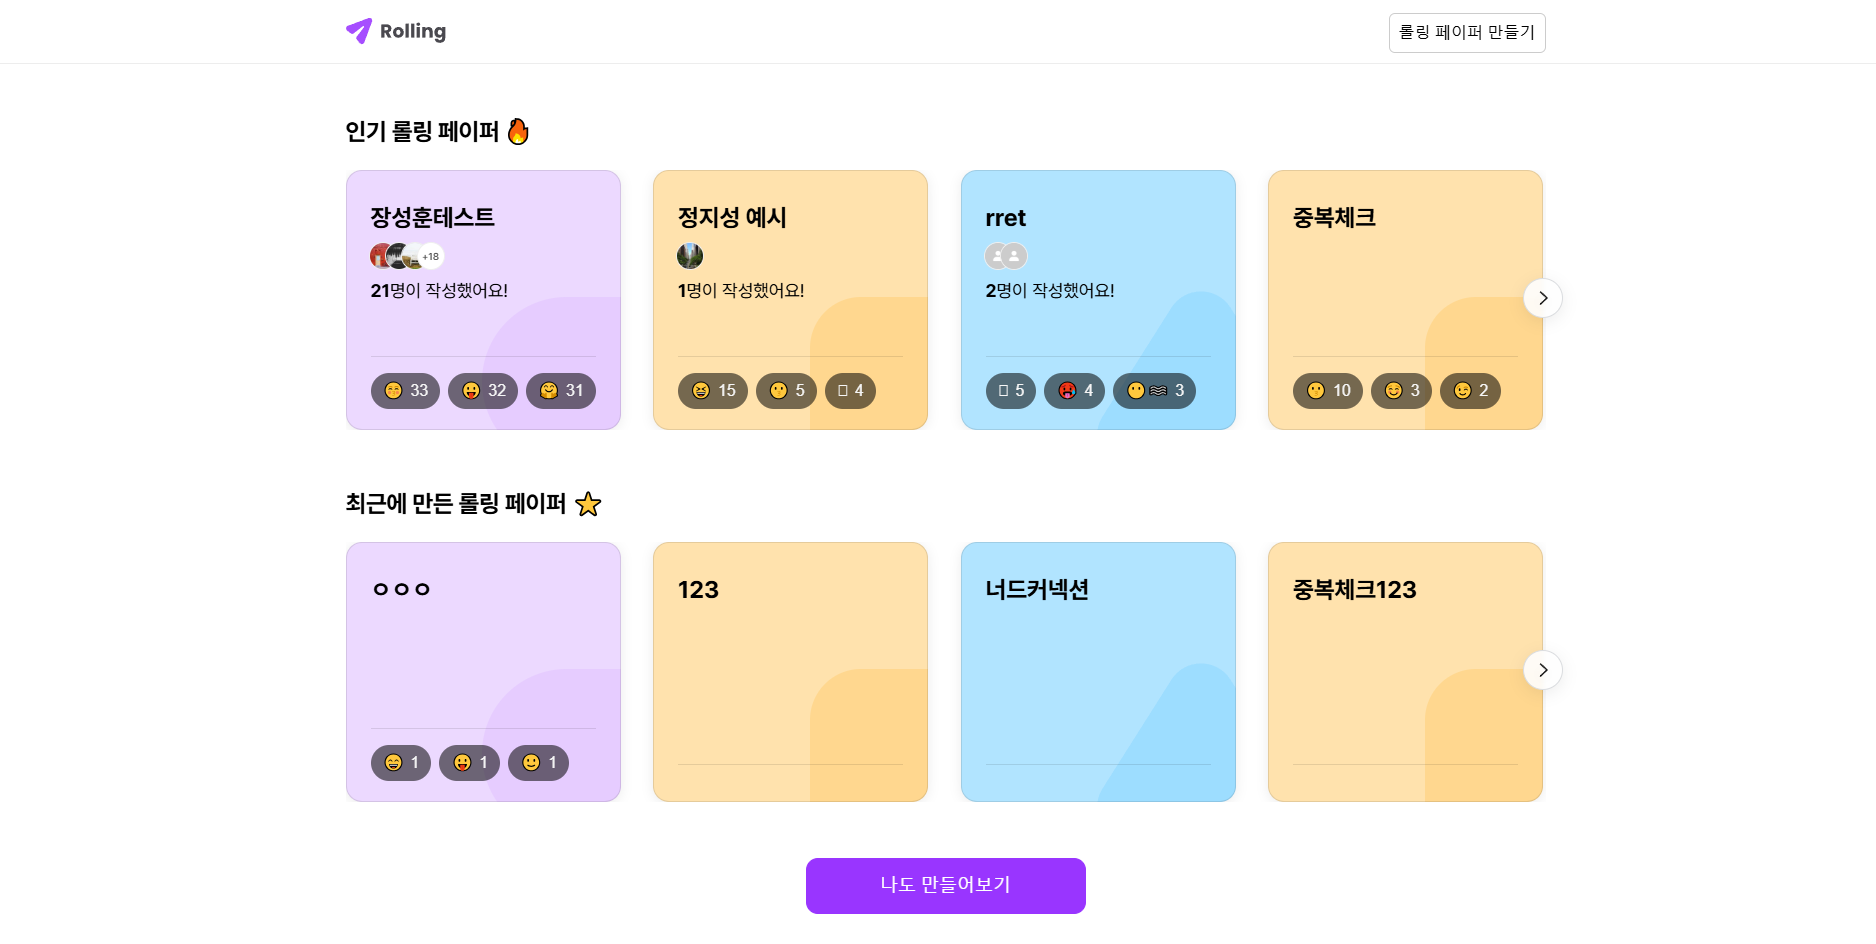 Rolling
롤링 페이퍼 만들기
인기 롤링 페이퍼 🔥
장성훈테스트
+18
21명이 작성했어요!
😁 33 😛 32 🤗 31
정지성 예시
1명이 작성했어요!
😆 15 😗 5 4
rret
2명이 작성했어요!
5 🥵 4 😶‍🌫️ 3
중복체크
😗 10 😊 3 😉 2
최근에 만든 롤링 페이퍼 ⭐
ㅇㅇㅇ
😁 1 😛 1 🙂 1
123
너드커넥션
중복체크123
나도 만들어보기